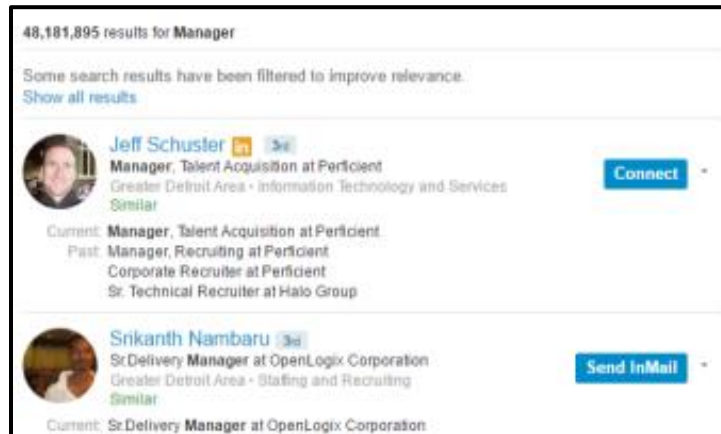 48,181,895 results for Manager
Some search results have been filtered to improve relevance.
Show all results
Jeff Schuster in 3rd
Manager, Talent Acquisition at Perficient
Greater Detroit Area • Information Technology and Services
Similar
Connect
Current: Manager, Talent Acquisition at Perficient
Past: Manager, Recruiting at Perficient
Corporate Recruiter at Perficient
Sr. Technical Recruiter at Halo Group
Srikanth Nambaru 3rd
Sr.Delivery Manager at OpenLogix Corporation
Greater Detroit Area • Staffing and Recruiting
Similar
Send InMail
Current: Sr.Delivery Manager at OpenLogix Corporation